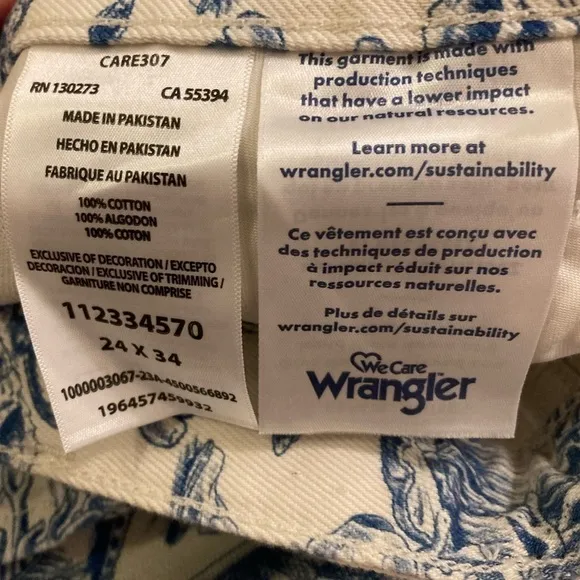 CARE307
RN 130273 CA 55394
MADE IN PAKISTAN
HECHO EN PAKISTAN
FABRIQUE AU PAKISTAN
100% COTTON
100% ALGODON
100% COTON
EXCLUSIVE OF DECORATION / EXCEPTO
DECORACION / EXCLUSIVE OF TRIMMING /
GARNITURE NON COMPRISE
112334570
24 X 34
1000003067-23A-4500566892
196457459932
This garment is made with
production techniques
that have a lower impact
on our natural resources.
Learn more at
wrangler.com/sustainability
Ce vêtement est conçu avec
des techniques de production
à impact réduit sur nos
ressources naturelles.
Plus de détails sur
wrangler.com/sustainability
We Care
Wrangler